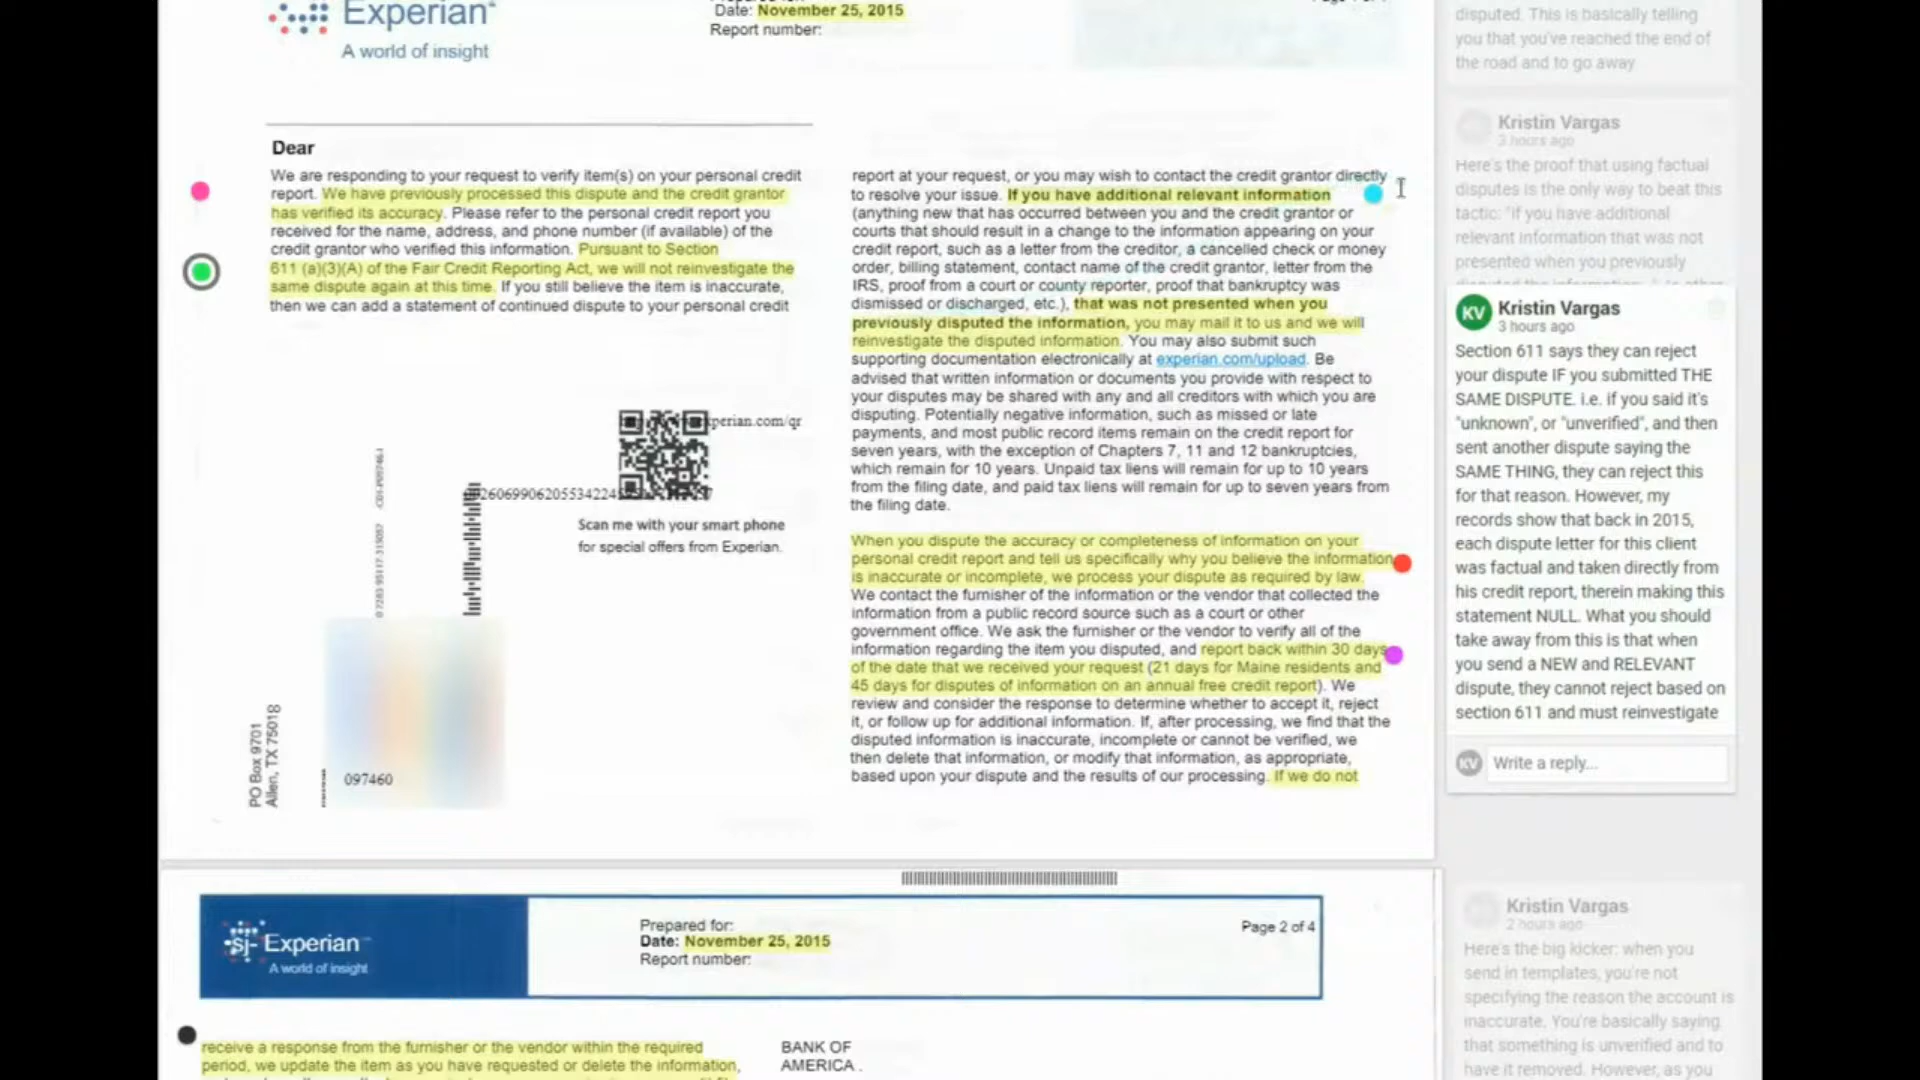 Experian
A world of insight
Date: November 25, 2015
Report number:
Dear
We are responding to your request to verify item(s) on your personal credit
report. We have previously processed this dispute and the credit grantor
has verified its accuracy. Please refer to the personal credit report you
received for the name, address, and phone number (if available) of the
credit grantor who verified this information. Pursuant to Section
611 (a)(3)(A) of the Fair Credit Reporting Act, we will not reinvestigate the
same dispute again at this time. If you still believe the item is inaccurate,
then we can add a statement of continued dispute to your personal credit
perian.com/qr
Scan me with your smart phone
for special offers from Experian.
PO Box 9701
Allen, TX 75018
097460
report at your request, or you may wish to contact the credit grantor directly
to resolve your issue. If you have additional relevant information
(anything new that has occurred between you and the credit grantor or
courts that should result in a change to the information appearing on your
credit report, such as a letter from the creditor, a cancelled check or money
order, billing statement, contact name of the credit grantor, letter from the
IRS, proof from a court or county reporter, proof that bankruptcy was
dismissed or discharged, etc.), that was not presented when you
previously disputed the information, you may mail it to us and we will
reinvestigate the disputed information. You may also submit such
supporting documentation electronically at experian.com/upload. Be
advised that written information or documents you provide with respect to
your disputes may be shared with any and all creditors with which you are
disputing. Potentially negative information, such as missed or late
payments, and most public record items remain on the credit report for
seven years, with the exception of Chapters 7, 11 and 12 bankruptcies,
which remain for 10 years. Unpaid tax liens will remain for up to 10 years
from the filing date, and paid tax liens will remain for up to seven years from
the filing date.
When you dispute the accuracy or completeness of information on your
personal credit report and tell us specifically why you believe the information
is inaccurate or incomplete, we process your dispute as required by law.
We contact the furnisher of the information or the vendor that collected the
information from a public record source such as a court or other
government office. We ask the furnisher or the vendor to verify all of the
information regarding the item you disputed, and report back within 30 days
of the date that we received your request (21 days for Maine residents and
45 days for disputes of information on an annual free credit report). We
review and consider the response to determine whether to accept it, reject
it, or follow up for additional information. If, after processing, we find that the
disputed information is inaccurate, incomplete or cannot be verified, we
then delete that information, or modify that information, as appropriate,
based upon your dispute and the results of our processing. If we do not
Experian
A world of insight
Prepared for:
Date: November 25, 2015
Report number:
Page 2 of 4
receive a response from the furnisher or the vendor within the required
period, we update the item as you have requested or delete the information,
BANK OF
AMERICA .
disputed. This is basically telling
you that you've reached the end of
the road and to go away
Kristin Vargas
3 hours ago
Here's the proof that using factual
disputes is the only way to beat this
tactic: "if you have additional
relevant information that was not
presented when you previously
KV
Kristin Vargas
3 hours ago
Section 611 says they can reject
your dispute IF you submitted THE
SAME DISPUTE. i.e. if you said it's
"unknown", or "unverified", and then
sent another dispute saying the
SAME THING, they can reject this
for that reason. However, my
records show that back in 2015,
each dispute letter for this client
was factual and taken directly from
his credit report, therein making this
statement NULL. What you should
take away from this is that when
you send a NEW and RELEVANT
dispute, they cannot reject based on
section 611 and must reinvestigate
KV
Write a reply...
Kristin Vargas
2 hours ago
Here's the big kicker: when you
send in templates, you're not
specifying the reason the account is
inaccurate. You're basically saying
that something is unverified and to
have it removed. However, as you